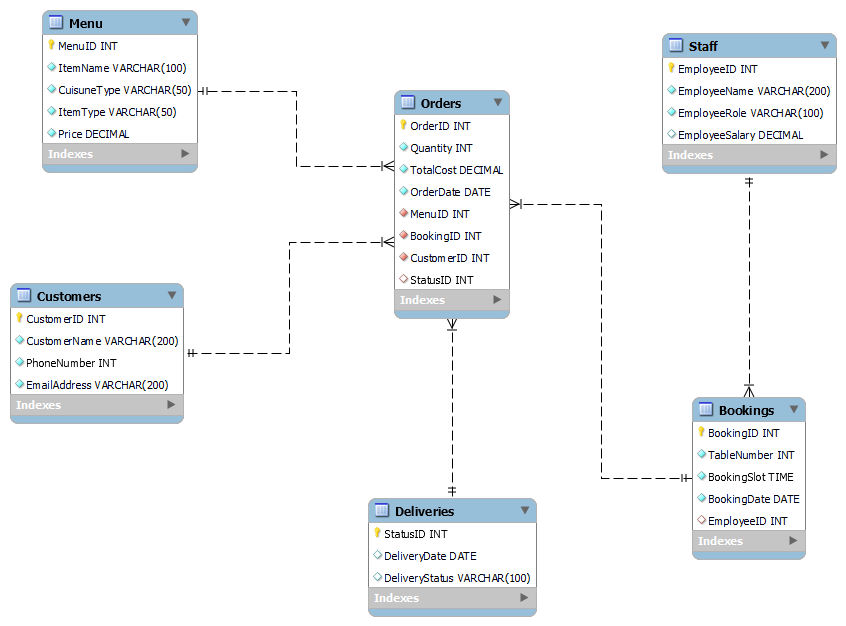 Menu
MenuID INT
ItemName VARCHAR(100)
CuisuneType VARCHAR(50)
ItemType VARCHAR(50)
Price DECIMAL
Indexes
Staff
EmployeeID INT
EmployeeName VARCHAR(200)
EmployeeRole VARCHAR(100)
EmployeeSalary DECIMAL
Indexes
Orders
OrderID INT
Quantity INT
TotalCost DECIMAL
OrderDate DATE
MenuID INT
BookingID INT
CustomerID INT
StatusID INT
Indexes
Customers
CustomerID INT
CustomerName VARCHAR(200)
PhoneNumber INT
EmailAddress VARCHAR(200)
Indexes
Bookings
BookingID INT
TableNumber INT
BookingSlot TIME
BookingDate DATE
EmployeeID INT
Indexes
Deliveries
StatusID INT
DeliveryDate DATE
DeliveryStatus VARCHAR(100)
Indexes